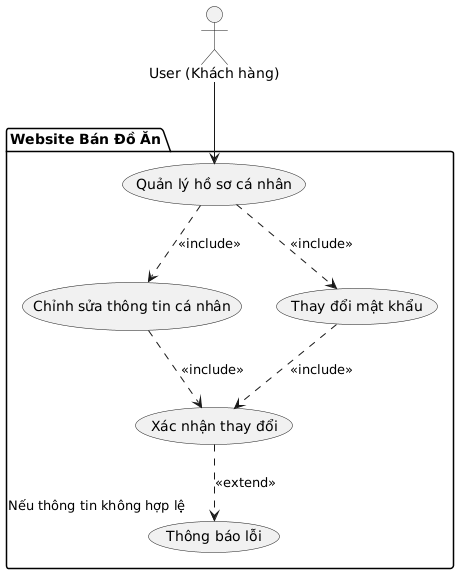 User (Khách hàng)
Website Bán Đồ Ăn
Quản lý hồ sơ cá nhân
«include»
«include»
Chỉnh sửa thông tin cá nhân
Thay đổi mật khẩu
«include»
«include»
Xác nhận thay đổi
«extend»
Nếu thông tin không hợp lệ
Thông báo lỗi